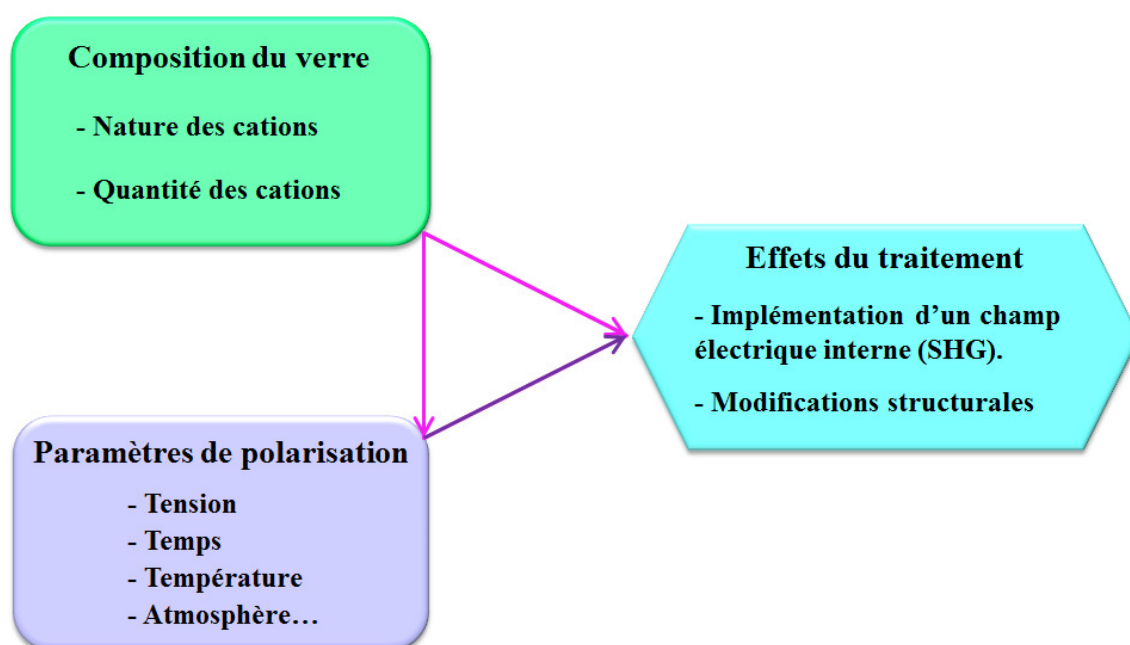 Composition du verre
- Nature des cations
- Quantité des cations
Effets du traitement
- Implémentation d’un champ
électrique interne (SHG).
- Modifications structurales
Paramètres de polarisation
- Tension
- Temps
- Température
- Atmosphère…